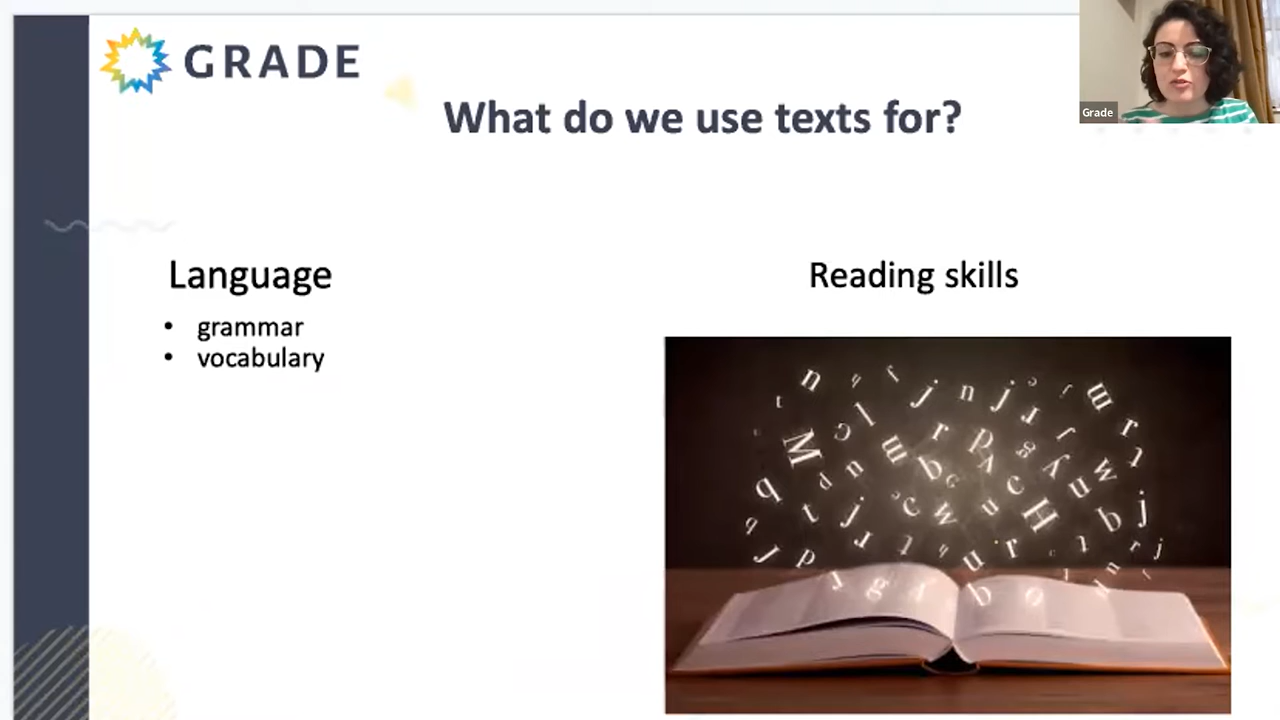 GRADE
What do we use texts for?
Grade
Language
• grammar
• vocabulary
Reading skills